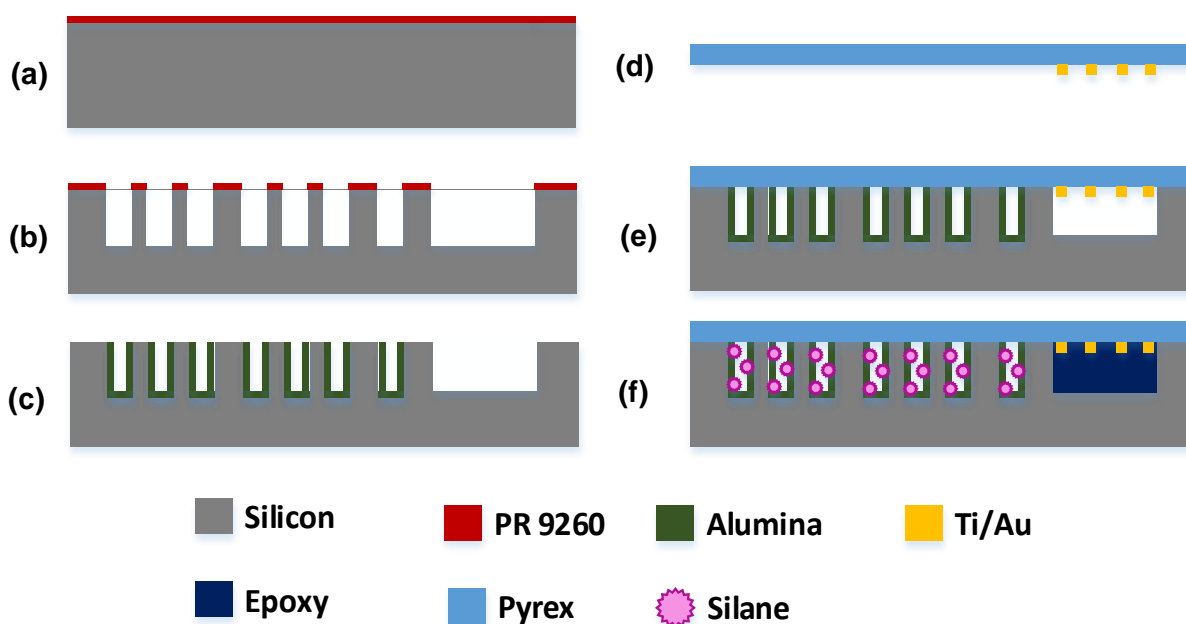 (a)
(b)
(c)
(d)
(e)
(f)
Silicon
PR 9260
Alumina
Ti/Au
Epoxy
Pyrex
Silane